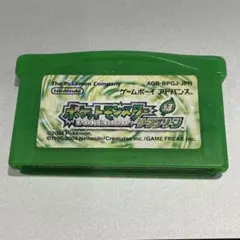 The Pokémon Company AGB-BPGJ-JPN
Nintendo ゲームボーイ アドバンス
ポケットモンスター
リーフグリーン
©2004 Pokémon.
©1995-2004 Nintendo/Creatures inc./GAME FREAK inc.